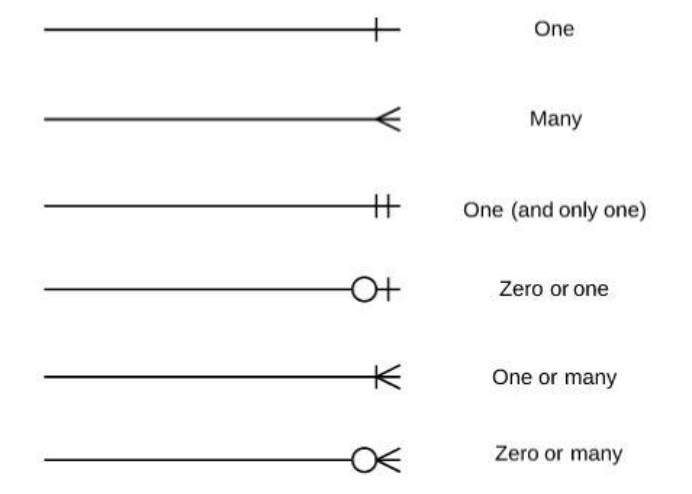 One
Many
One (and only one)
Zero or one
One or many
Zero or many